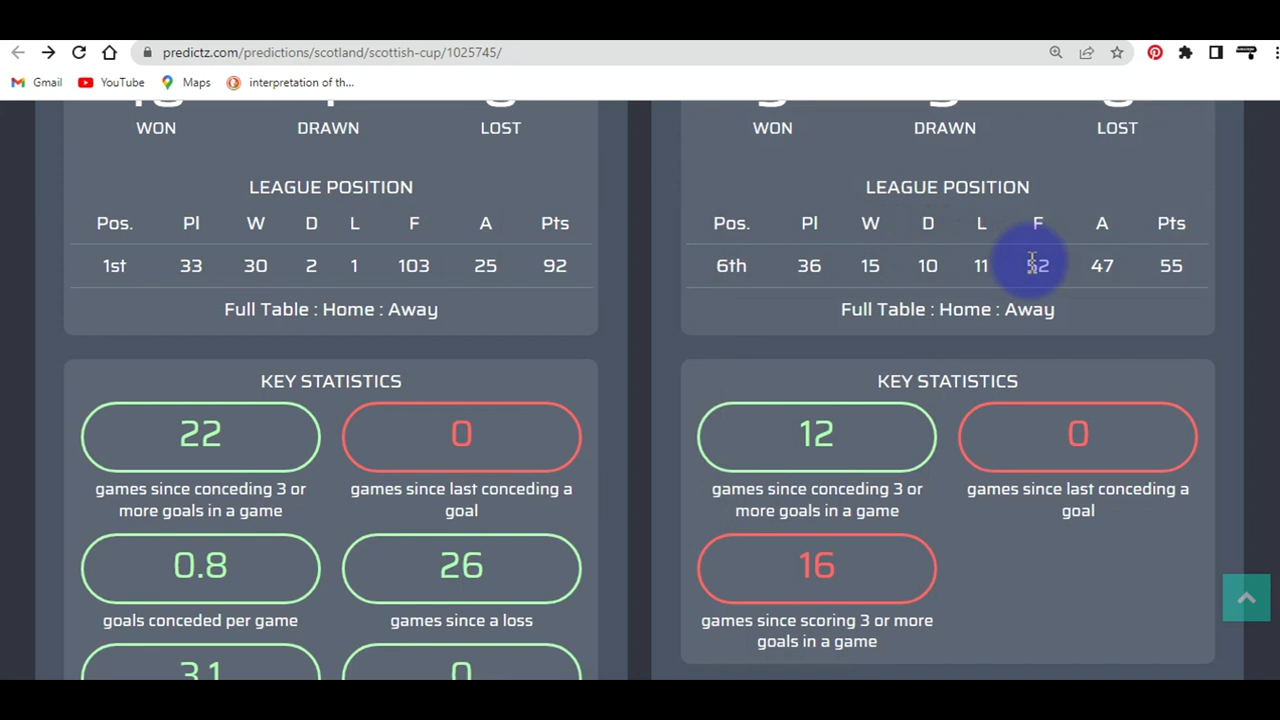 predictz.com/predictions/scotland/scottish-cup/1025745/
Gmail YouTube Maps interpretation of th...
WON DRAWN LOST
LEAGUE POSITION
Pos. Pl W D L F A Pts
1st 33 30 2 1 103 25 92
Full Table : Home : Away
KEY STATISTICS
22 0
games since conceding 3 or more goals in a game
games since last conceding a goal
0.8 26
goals conceded per game games since a loss
3.1 0
WON DRAWN LOST
LEAGUE POSITION
Pos. Pl W D L F A Pts
6th 36 15 10 11 52 47 55
Full Table : Home : Away
KEY STATISTICS
12 0
games since conceding 3 or more goals in a game
games since last conceding a goal
16
games since scoring 3 or more
goals in a game